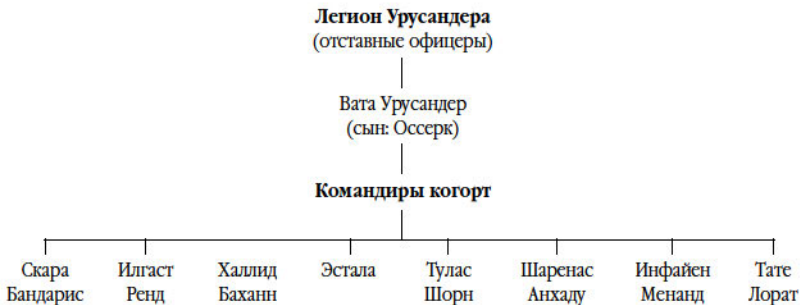 Легион Урусандера
(отставные офицеры)
Вата Урусандер
(сын: Оссерк)
Командиры когорт
Скара Илгаст Халлид Эстала Тулас Шаренас Инфайен Тате
Бандарис Ренд Баханн Шорн Анхаду Менанд Лорат